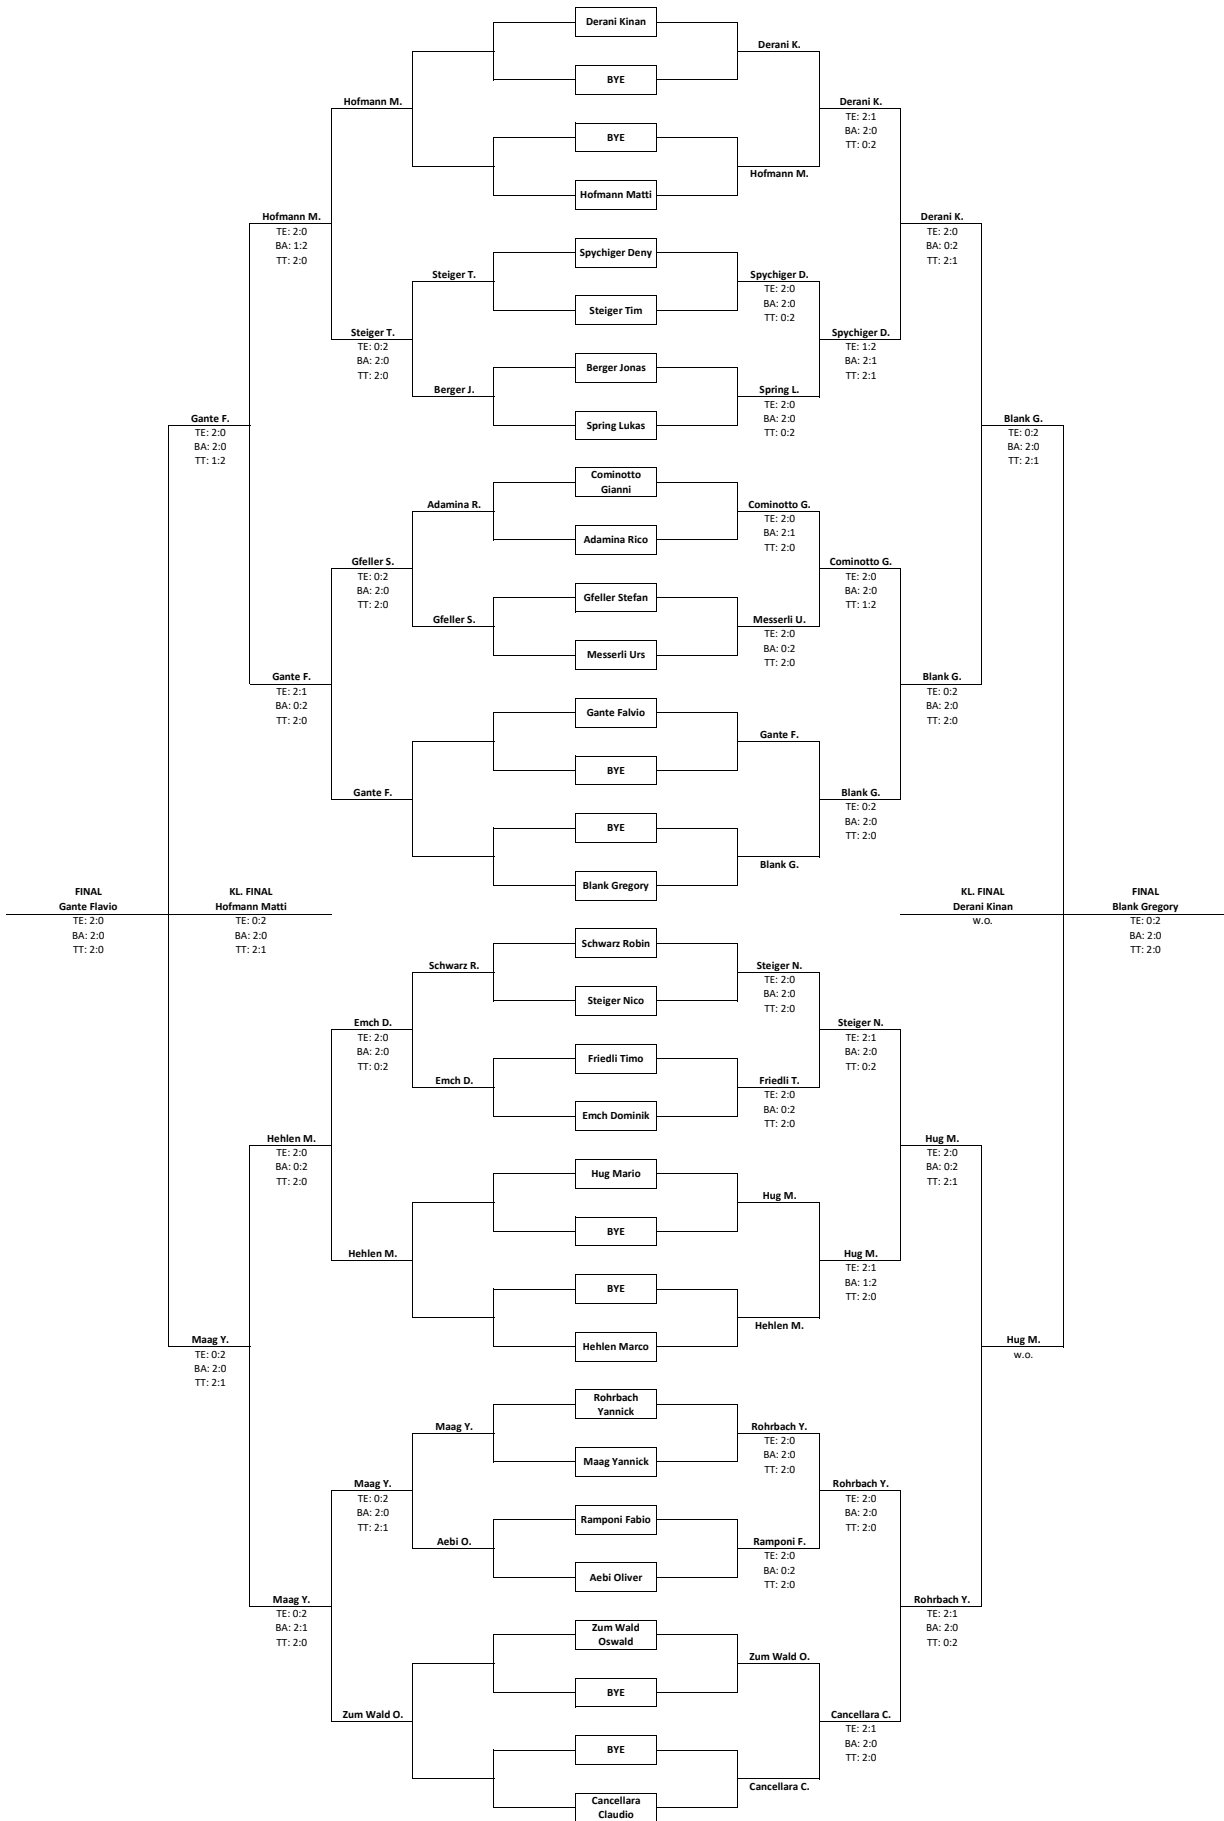 Derani Kinan
Derani K.
BYE
Hofmann M.
Derani K.
TE: 2:1
BA: 2:0
TT: 0:2
BYE
Hofmann M.
Hofmann Matti
Hofmann M.
TE: 2:0
BA: 1:2
TT: 2:0
Derani K.
TE: 2:0
BA: 0:2
TT: 2:1
Spychiger Deny
Steiger T.
Spychiger D.
TE: 2:0
BA: 2:0
TT: 0:2
Steiger Tim
Steiger T.
TE: 0:2
BA: 2:0
TT: 2:0
Spychiger D.
TE: 1:2
BA: 2:1
TT: 2:1
Berger Jonas
Berger J.
Spring L.
TE: 2:0
BA: 2:0
TT: 0:2
Spring Lukas
Gante F.
TE: 2:0
BA: 2:0
TT: 1:2
Blank G.
TE: 0:2
BA: 2:0
TT: 2:1
Cominotto
Gianni
Adamina R.
Cominotto G.
TE: 2:0
BA: 2:1
TT: 2:0
Adamina Rico
Gfeller S.
TE: 0:2
BA: 2:0
TT: 2:0
Cominotto G.
TE: 2:0
BA: 2:0
TT: 1:2
Gfeller Stefan
Gfeller S.
Messerli U.
TE: 2:0
BA: 0:2
TT: 2:0
Messerli Urs
Gante F.
TE: 2:1
BA: 0:2
TT: 2:0
Blank G.
TE: 0:2
BA: 2:0
TT: 2:0
Gante Falvio
Gante F.
BYE
Gante F.
Blank G.
TE: 0:2
BA: 2:0
TT: 2:0
BYE
Blank G.
Blank Gregory
FINAL
Gante Flavio
TE: 2:0
BA: 2:0
TT: 2:0
KL. FINAL
Hofmann Matti
TE: 0:2
BA: 2:0
TT: 2:1
KL. FINAL
Derani Kinan
w.o.
FINAL
Blank Gregory
TE: 0:2
BA: 2:0
TT: 2:0
Schwarz Robin
Schwarz R.
Steiger N.
TE: 2:0
BA: 2:0
TT: 2:0
Steiger Nico
Emch D.
TE: 2:0
BA: 2:0
TT: 0:2
Steiger N.
TE: 2:1
BA: 2:0
TT: 0:2
Friedli Timo
Emch D.
Friedli T.
TE: 2:0
BA: 0:2
TT: 2:0
Emch Dominik
Hehlen M.
TE: 2:0
BA: 0:2
TT: 2:0
Hug M.
TE: 2:0
BA: 0:2
TT: 2:1
Hug Mario
Hug M.
BYE
Hehlen M.
Hug M.
TE: 2:1
BA: 1:2
TT: 2:0
BYE
Hehlen M.
Hehlen Marco
Maag Y.
TE: 0:2
BA: 2:0
TT: 2:1
Hug M.
w.o.
Rohrbach
Yannick
Maag Y.
Rohrbach Y.
TE: 2:0
BA: 2:0
TT: 2:0
Maag Yannick
Maag Y.
TE: 0:2
BA: 2:0
TT: 2:1
Rohrbach Y.
TE: 2:0
BA: 2:0
TT: 2:0
Ramponi Fabio
Aebi O.
Ramponi F.
TE: 2:0
BA: 0:2
TT: 2:0
Aebi Oliver
Maag Y.
TE: 0:2
BA: 2:1
TT: 2:0
Rohrbach Y.
TE: 2:1
BA: 2:0
TT: 0:2
Zum Wald
Oswald
Zum Wald O.
BYE
Zum Wald O.
Cancellara C.
TE: 2:1
BA: 2:0
TT: 2:0
BYE
Cancellara C.
Cancellara
Claudio